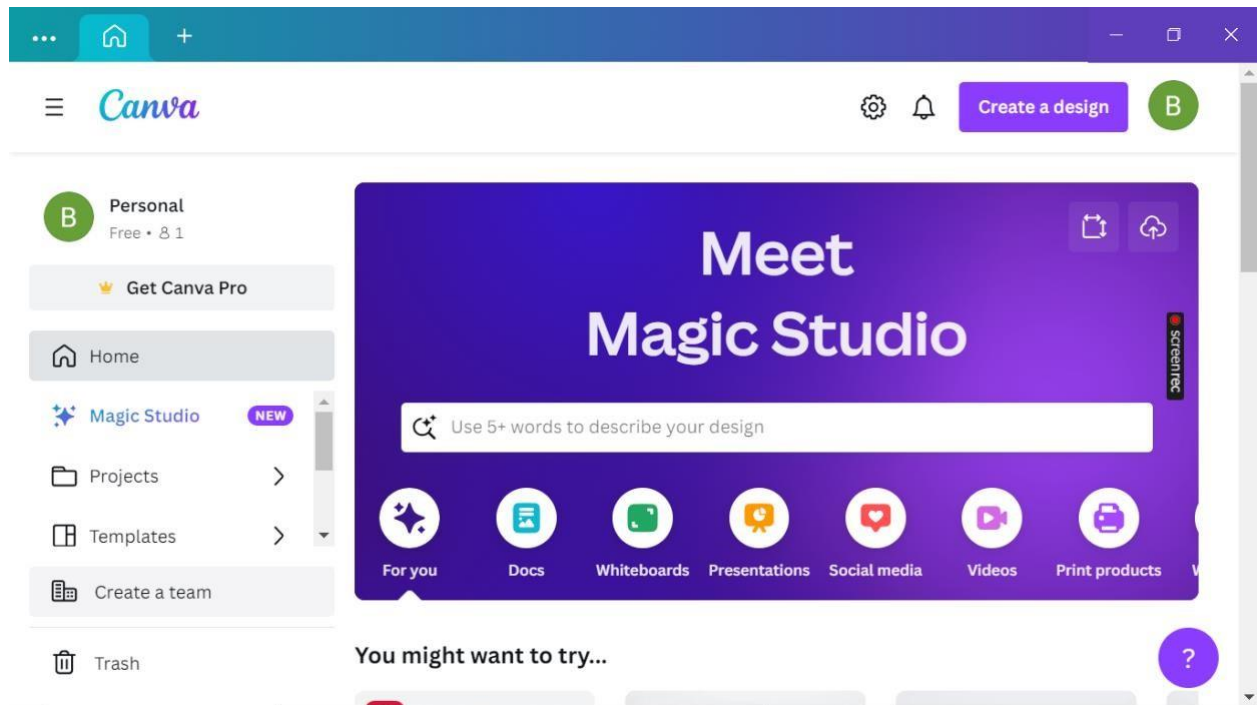 Canva
Create a design
B
B
Personal
Free • 1
Get Canva Pro
Home
Magic Studio NEW
Projects
Templates
Create a team
Trash
Meet
Magic Studio
screenrec
Use 5+ words to describe your design
For you Docs Whiteboards Presentations Social media Videos Print products
You might want to try...
?